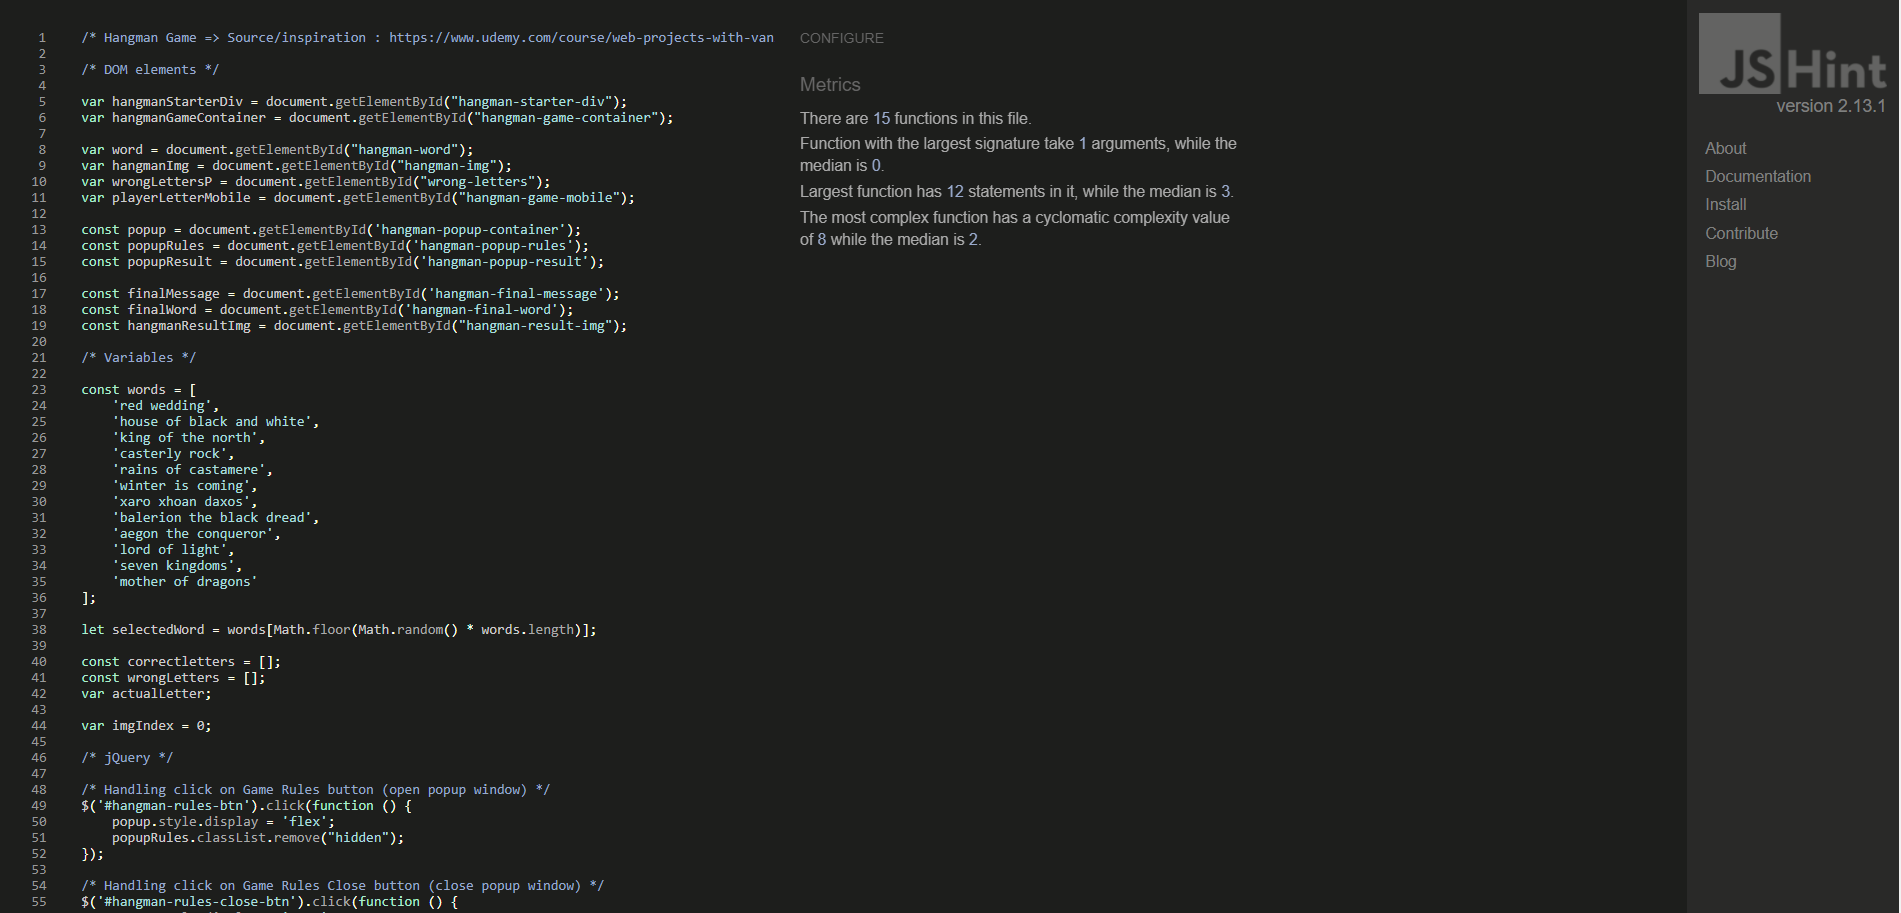 1 /* Hangman Game => Source/inspiration : https://www.udemy.com/course/web-projects-with-van
2
3 /* DOM elements */
4
5 var hangmanStarterDiv = document.getElementById("hangman-starter-div");
6 var hangmanGameContainer = document.getElementById("hangman-game-container");
7
8 var word = document.getElementById("hangman-word");
9 var hangmanImg = document.getElementById("hangman-img");
10 var wrongLettersP = document.getElementById("wrong-letters");
11 var playerLetterMobile = document.getElementById("hangman-game-mobile");
12
13 const popup = document.getElementById('hangman-popup-container');
14 const popupRules = document.getElementById('hangman-popup-rules');
15 const popupResult = document.getElementById('hangman-popup-result');
16
17 const finalMessage = document.getElementById('hangman-final-message');
18 const finalWord = document.getElementById('hangman-final-word');
19 const hangmanResultImg = document.getElementById("hangman-result-img");
20
21 /* Variables */
22
23 const words = [
24 'red wedding',
25 'house of black and white',
26 'king of the north',
27 'casterly rock',
28 'rains of castamere',
29 'winter is coming',
30 'xaro xhoan daxos',
31 'balerion the black dread',
32 'aegon the conqueror',
33 'lord of light',
34 'seven kingdoms',
35 'mother of dragons'
36 ];
37
38 let selectedWord = words[Math.floor(Math.random() * words.length)];
39
40 const correctletters = [];
41 const wrongLetters = [];
42 var actualLetter;
43
44 var imgIndex = 0;
45
46 /* jQuery */
47
48 /* Handling click on Game Rules button (open popup window) */
49 $('#hangman-rules-btn').click(function () {
50 popup.style.display = 'flex';
51 popupRules.classList.remove("hidden");
52 });
53
54 /* Handling click on Game Rules Close button (close popup window) */
55 $('#hangman-rules-close-btn').click(function () {
CONFIGURE
Metrics
There are 15 functions in this file.
Function with the largest signature take 1 arguments, while the
median is 0.
Largest function has 12 statements in it, while the median is 3.
The most complex function has a cyclomatic complexity value
of 8 while the median is 2.
JSHint
version 2.13.1
About
Documentation
Install
Contribute
Blog